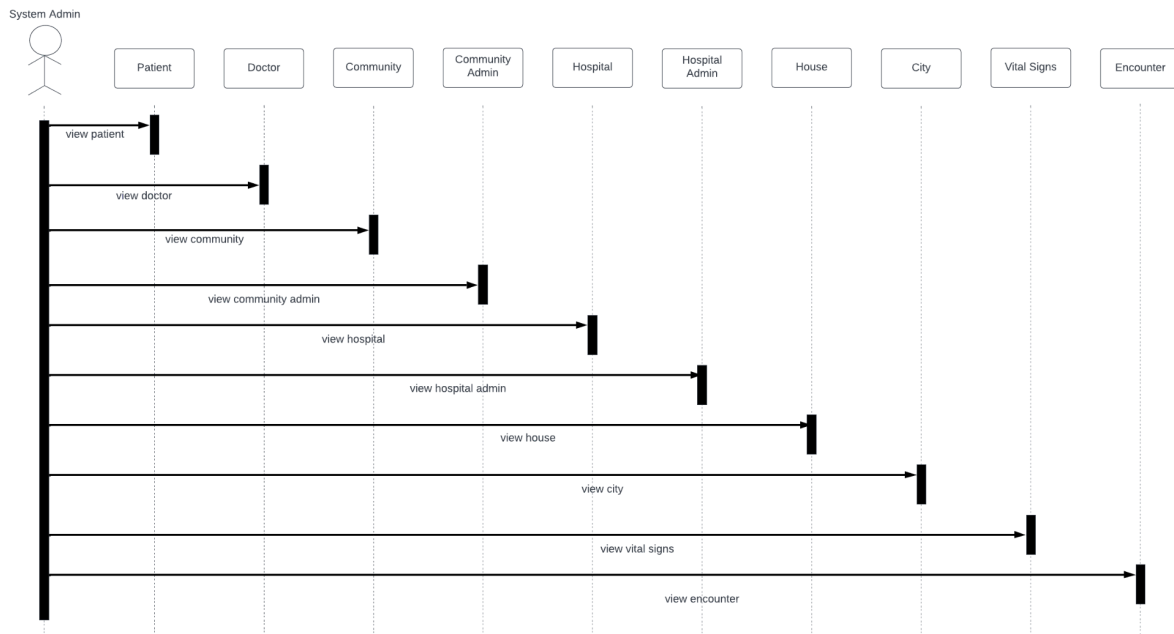 System Admin
Patient
Doctor
Community
Community
Admin
Hospital
Hospital
Admin
House
City
Vital Signs
Encounter
view patient
view doctor
view community
view community admin
view hospital
view hospital admin
view house
view city
view vital signs
view encounter